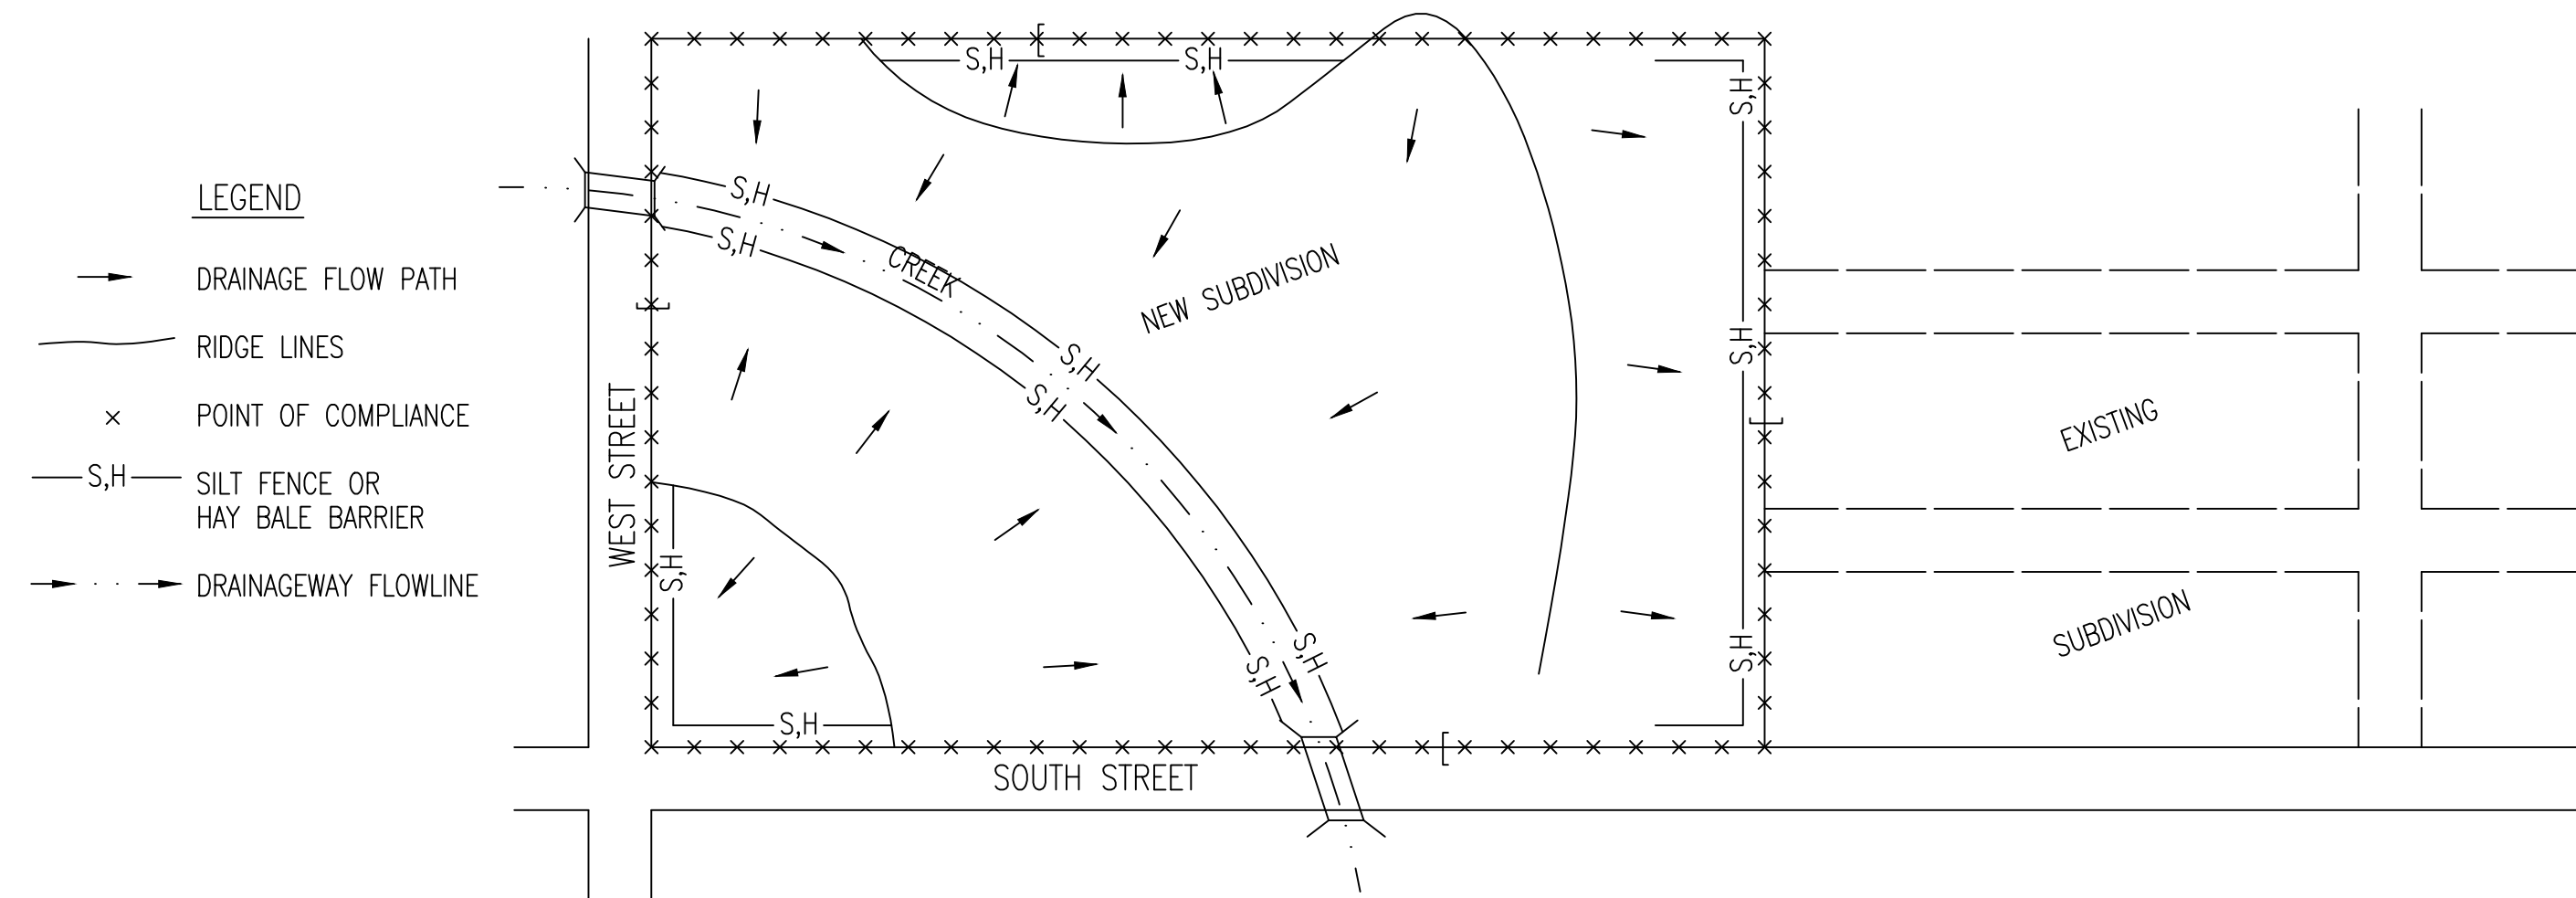 LEGEND
DRAINAGE FLOW PATH
RIDGE LINES
POINT OF COMPLIANCE
S,H
SILT FENCE OR
HAY BALE BARRIER
DRAINAGEWAY FLOWLINE
S,H
S,H
S,H
S,H
S,H
CREEK
NEW SUBDIVISION
S,H
S,H
S,H
WEST STREET
EXISTING
S,H
S,H
S,H
S,H
SUBDIVISION
S,H
SOUTH STREET